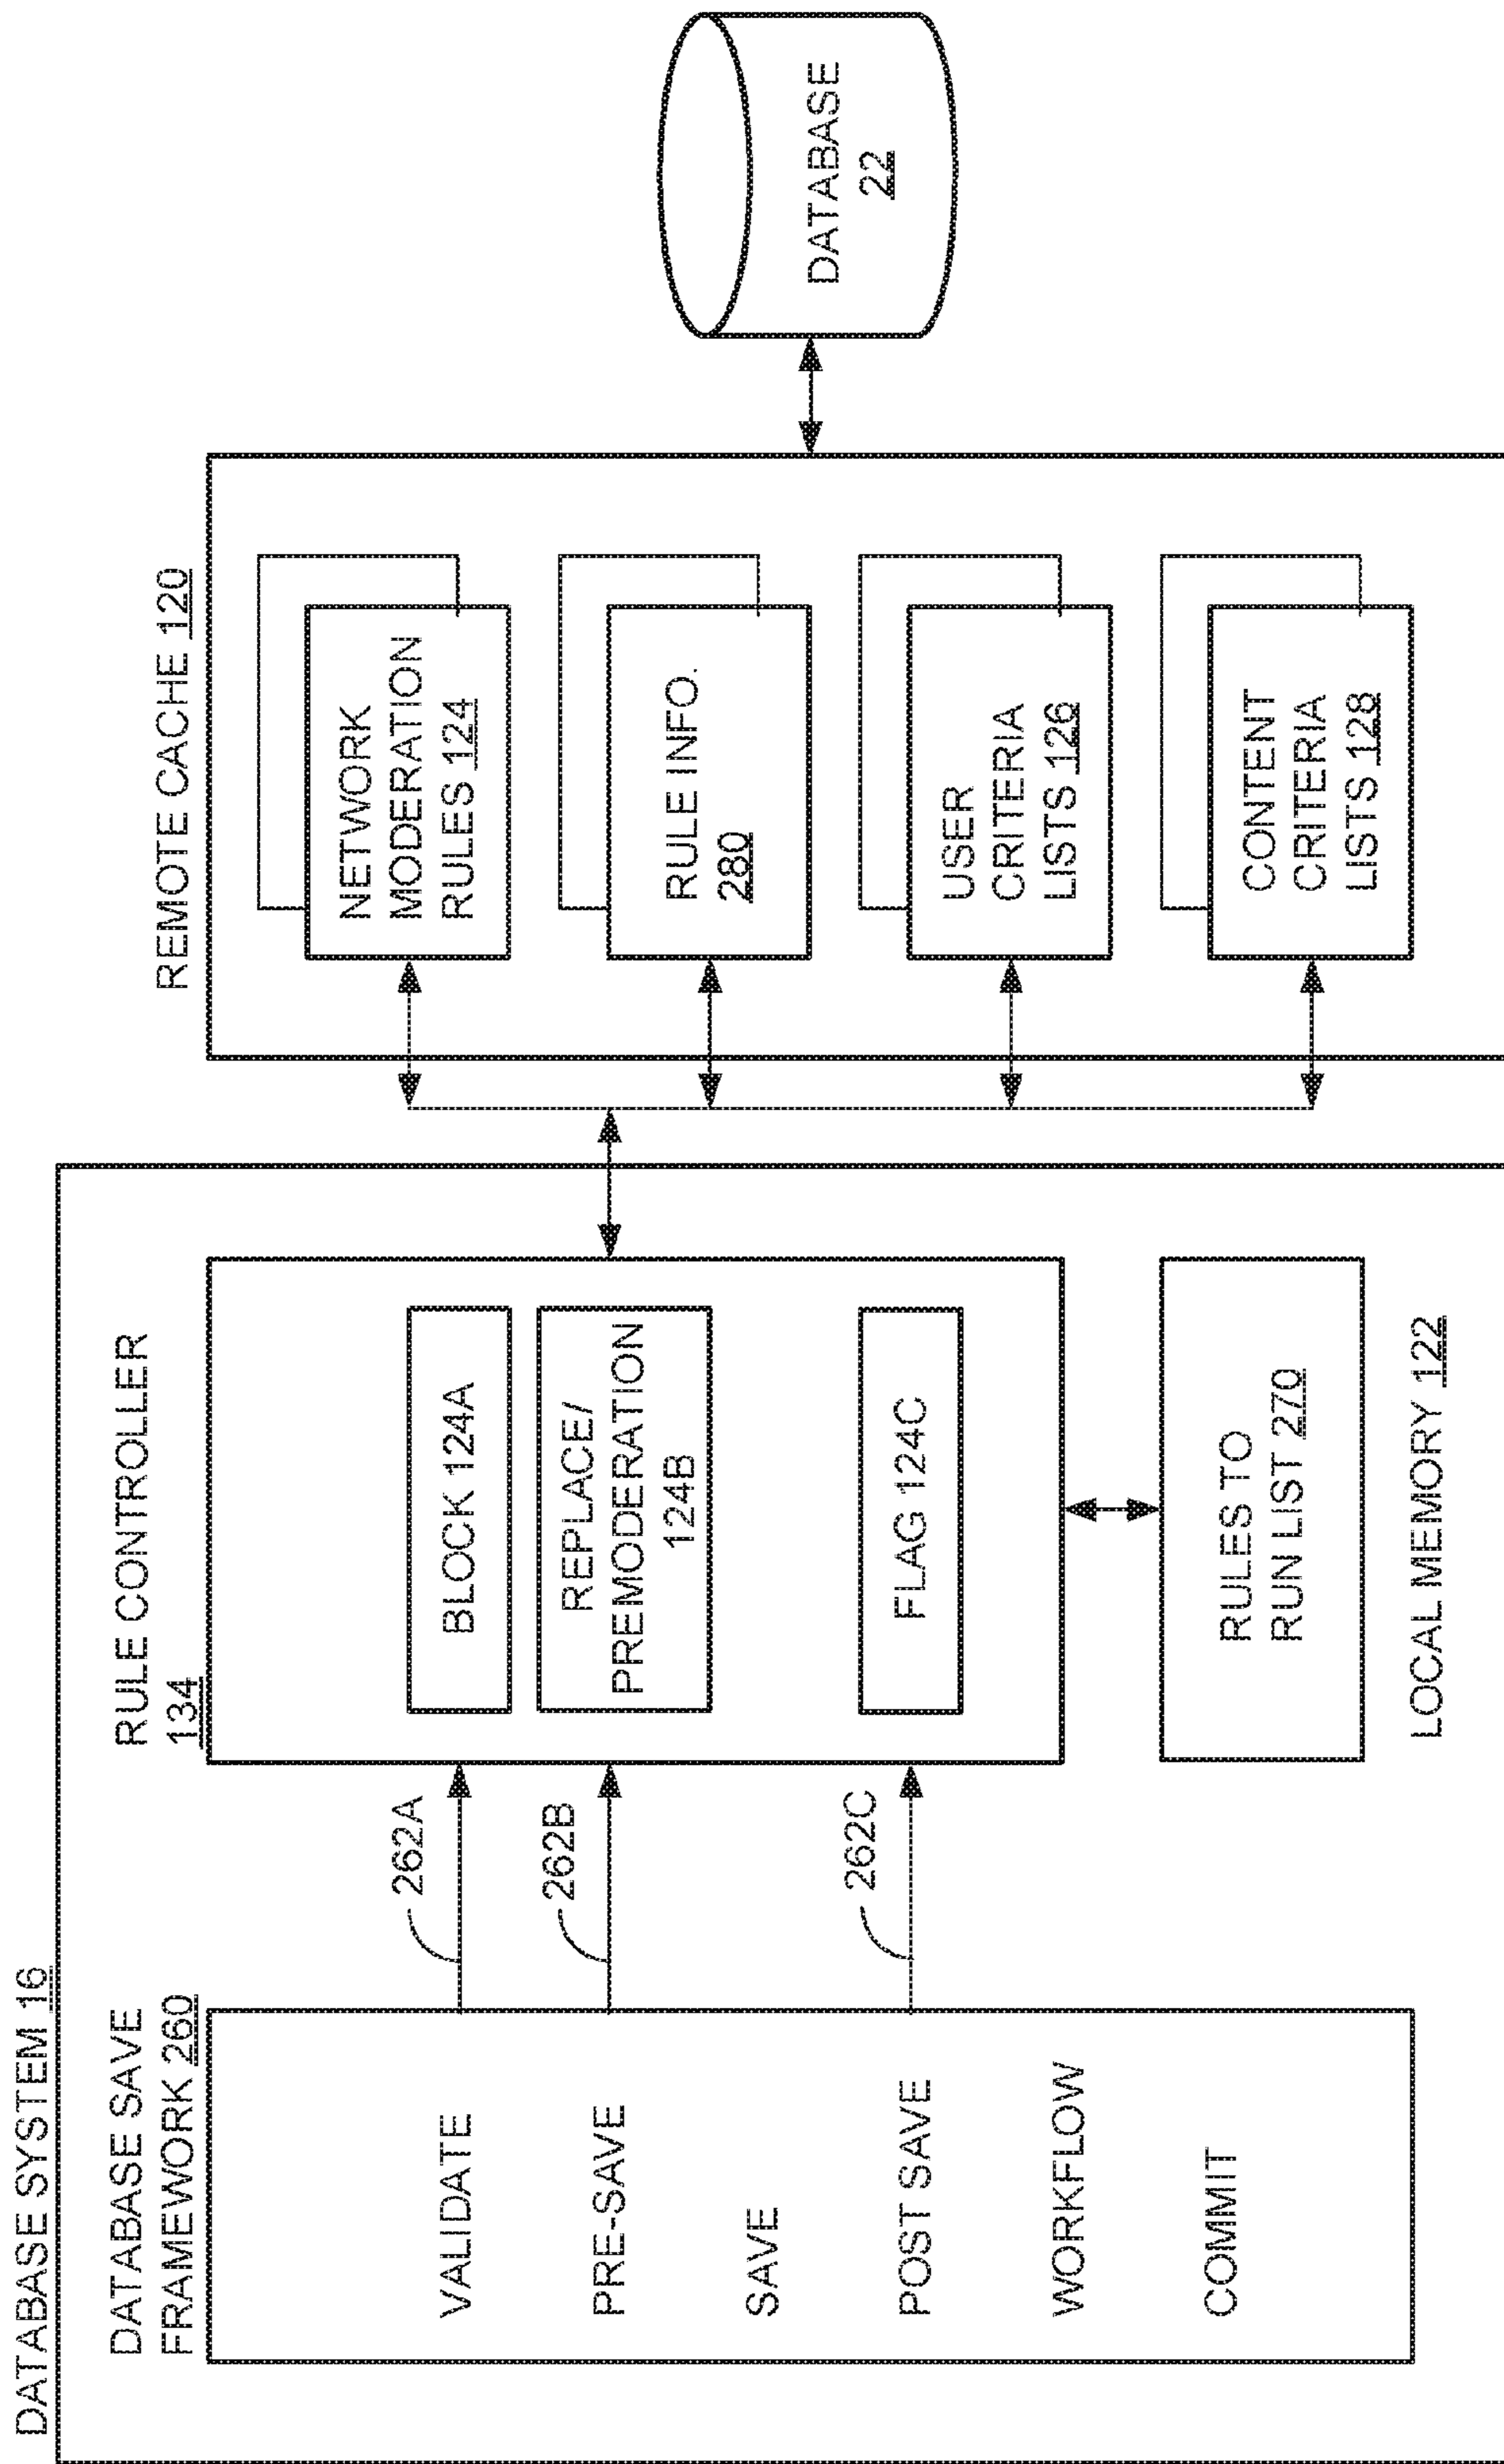 DATABASE SYSTEM 16
DATABASE SAVE
FRAMEWORK 260
VALIDATE
PRE-SAVE
SAVE
POST SAVE
WORKFLOW
COMMIT
262A
262B
262C
RULE CONTROLLER
134
BLOCK 124A
REPLACE/
PREMODERATION
124B
FLAG 124C
RULES TO
RUN LIST 270
LOCAL MEMORY 122
REMOTE CACHE 120
NETWORK
MODERATION
RULES 124
RULE INFO.
280
USER
CRITERIA
LISTS 126
CONTENT
CRITERIA
LISTS 128
DATABASE
22